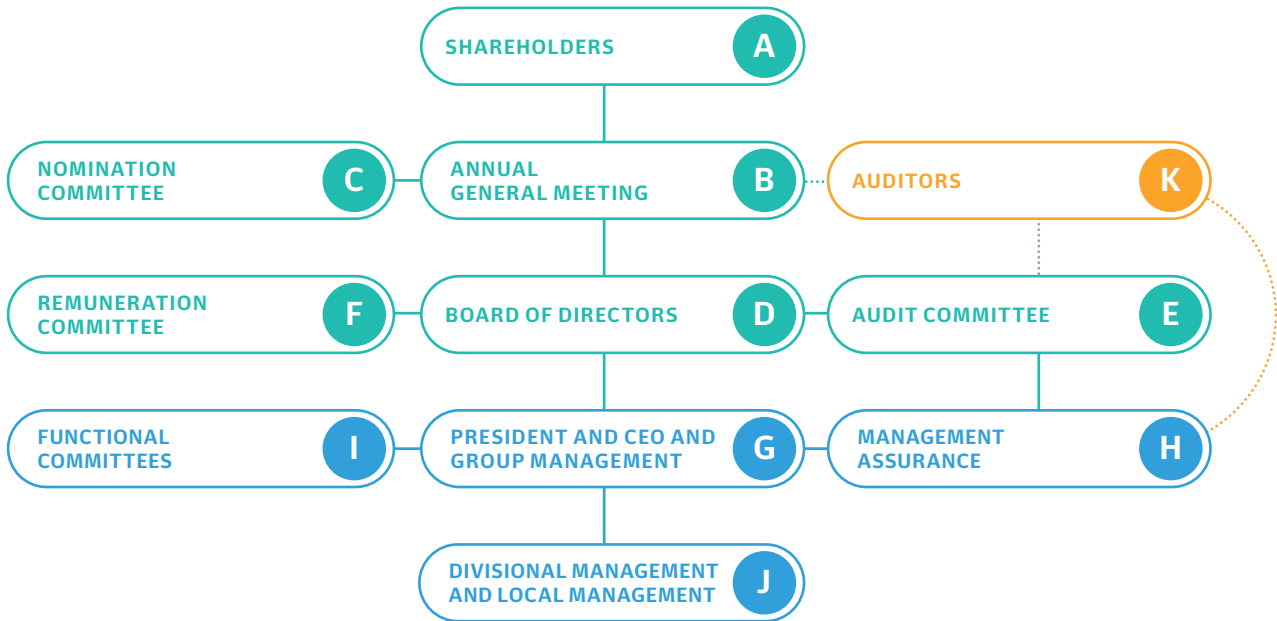 SHAREHOLDERS
A
NOMINATION
COMMITTEE
C
ANNUAL
GENERAL MEETING
B
AUDITORS
K
REMUNERATION
COMMITTEE
F
BOARD OF DIRECTORS
D
AUDIT COMMITTEE
E
FUNCTIONAL
COMMITTEES
I
PRESIDENT AND CEO AND
GROUP MANAGEMENT
G
MANAGEMENT
ASSURANCE
H
DIVISIONAL MANAGEMENT
AND LOCAL MANAGEMENT
J